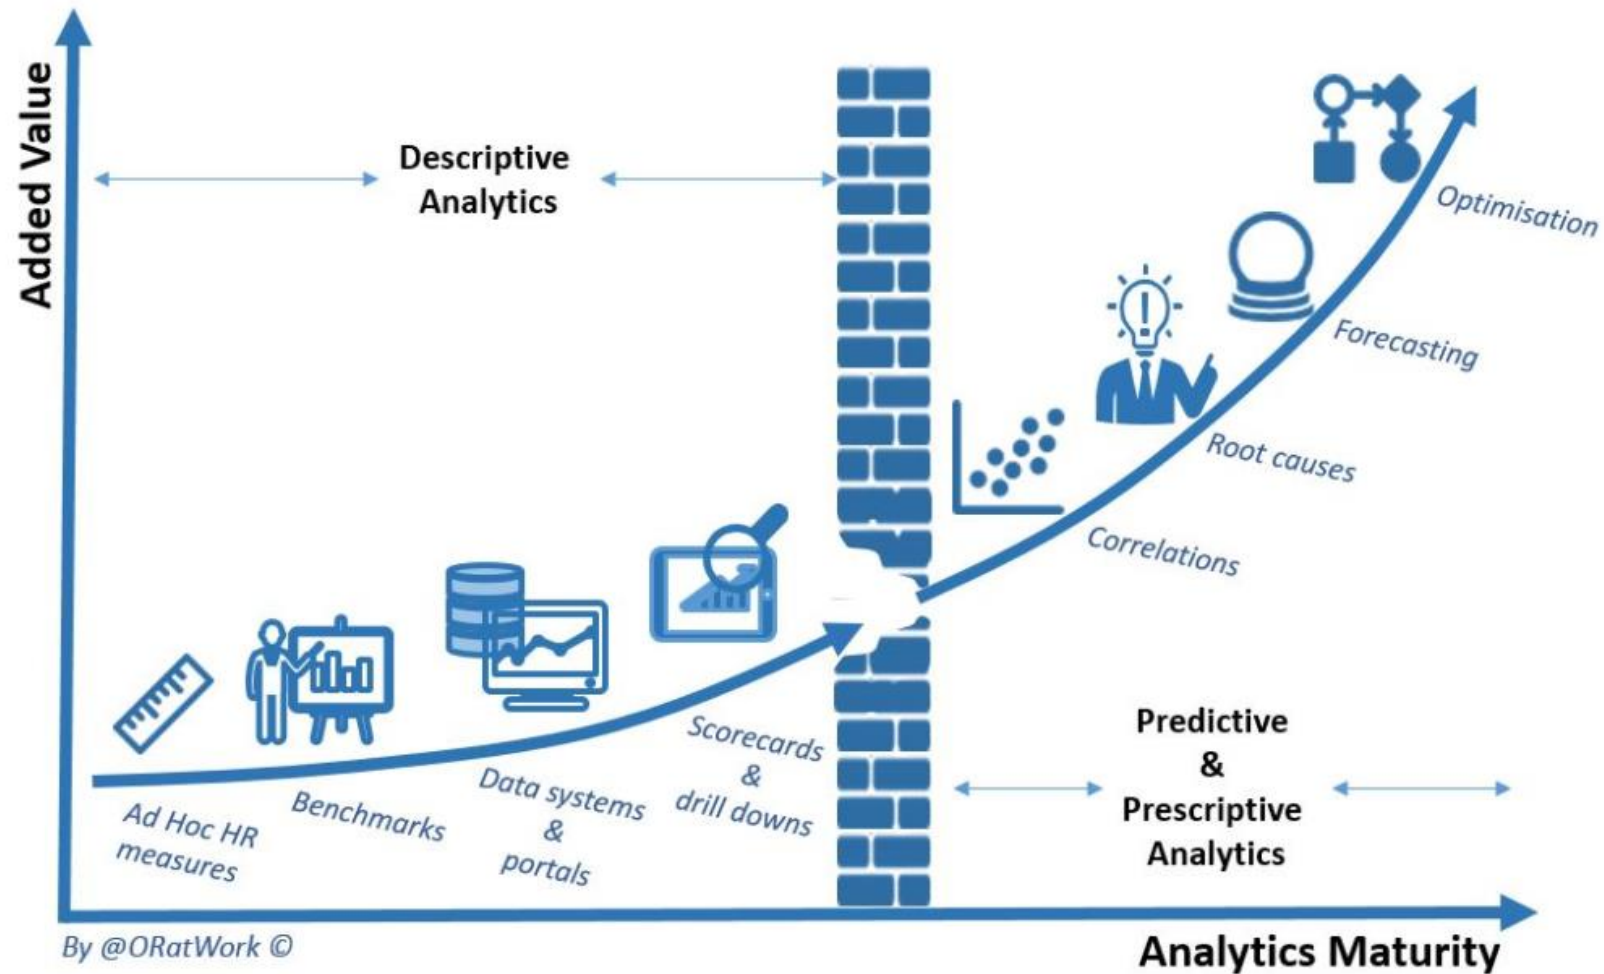 Added Value
Descriptive
Analytics
Optimisation
Forecasting
Root causes
Correlations
Scorecards
&
drill downs
Data systems
&
portals
Benchmarks
Ad Hoc HR
measures
Predictive
&
Prescriptive
Analytics
By @ORatWork ©
Analytics Maturity